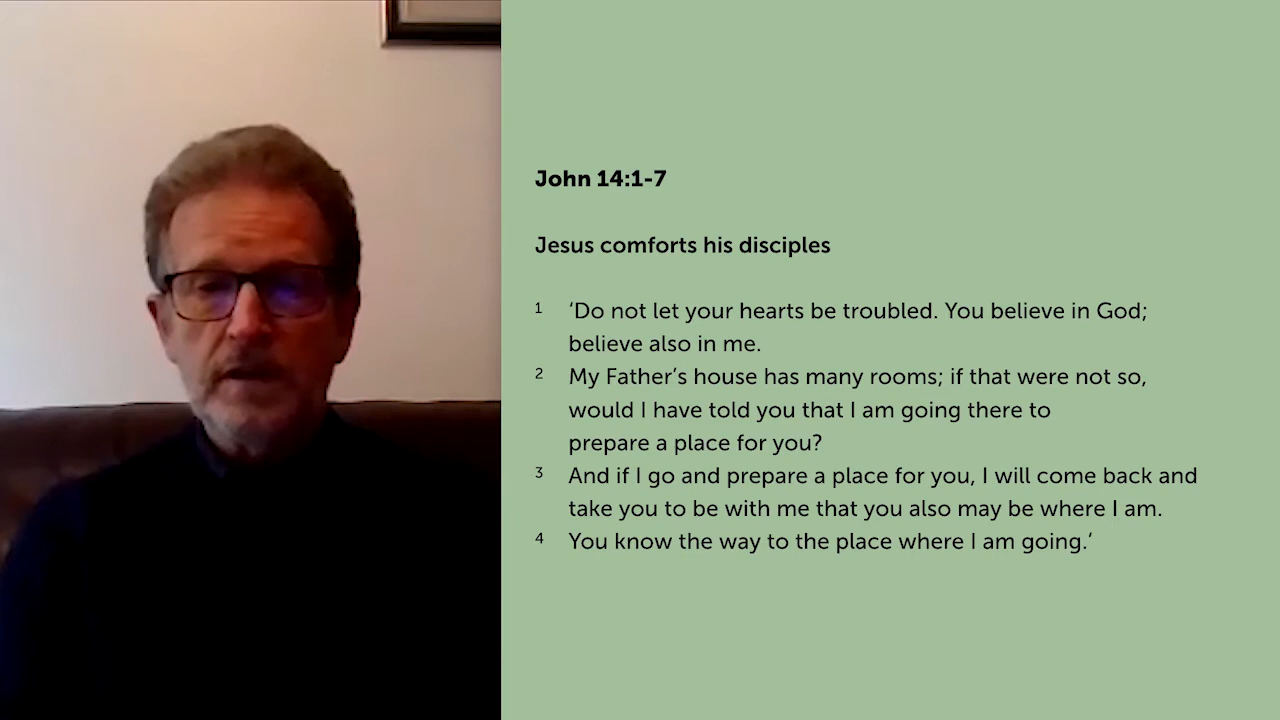 John 14:1-7
Jesus comforts his disciples
1 ‘Do not let your hearts be troubled. You believe in God;
believe also in me.
2 My Father’s house has many rooms; if that were not so,
would I have told you that I am going there to
prepare a place for you?
3 And if I go and prepare a place for you, I will come back and
take you to be with me that you also may be where I am.
4 You know the way to the place where I am going.’